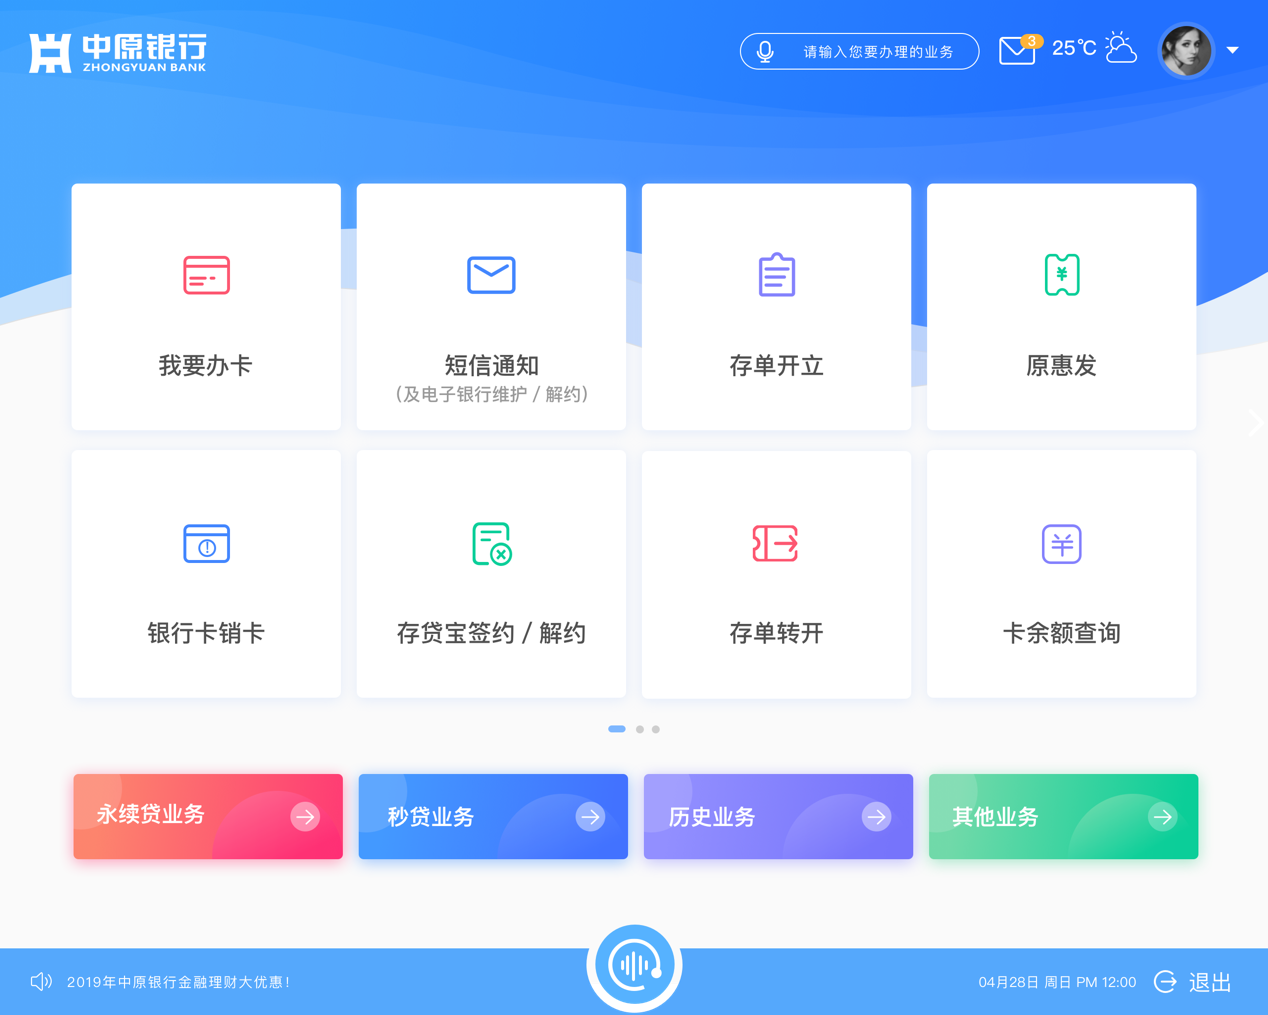 中原银行
ZHONGYUAN BANK
请输入您要办理的业务
3
25℃
我要办卡
短信通知
(及电子银行维护 / 解约)
存单开立
原惠发
银行卡销卡
存贷宝签约 / 解约
存单转开
卡余额查询
永续贷业务
秒贷业务
历史业务
其他业务
2019年中原银行金融理财大优惠!
04月28日 周日 PM 12:00
退出